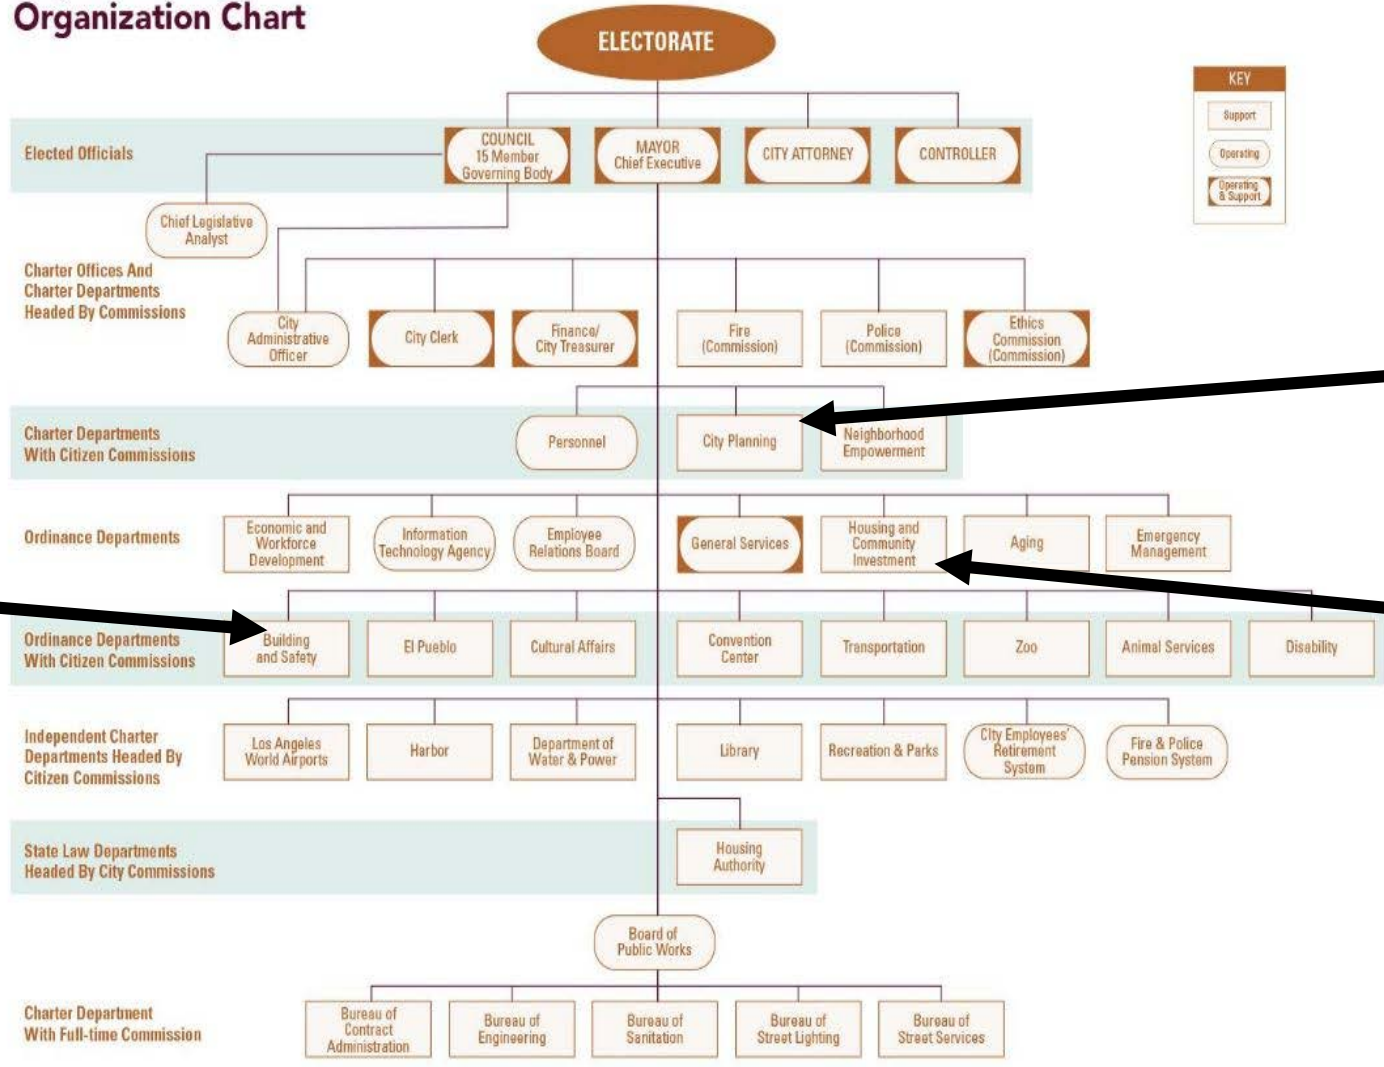 Organization Chart
ELECTORATE
KEY
Support
Operating
Operating
& Support
Elected Officials
COUNCIL
15 Member
Governing Body
MAYOR
Chief Executive
CITY ATTORNEY
CONTROLLER
Chief Legislative
Analyst
Charter Offices And
Charter Departments
Headed By Commissions
City
Administrative
Officer
City Clerk
Finance/
City Treasurer
Fire
(Commission)
Police
(Commission)
Ethics
Commission
(Commission)
Charter Departments
With Citizen Commissions
Personnel
City Planning
Neighborhood
Empowerment
Ordinance Departments
Economic and
Workforce
Development
Information
Technology Agency
Employee
Relations Board
General Services
Housing and
Community
Investment
Aging
Emergency
Management
Ordinance Departments
With Citizen Commissions
Building
and Safety
El Pueblo
Cultural Affairs
Convention
Center
Transportation
Zoo
Animal Services
Disability
Independent Charter
Departments Headed By
Citizen Commissions
Los Angeles
World Airports
Harbor
Department of
Water & Power
Library
Recreation & Parks
City Employees'
Retirement
System
Fire & Police
Pension System
State Law Departments
Headed By City Commissions
Housing
Authority
Board of
Public Works
Charter Department
With Full-time Commission
Bureau of
Contract
Administration
Bureau of
Engineering
Bureau of
Sanitation
Bureau of
Street Lighting
Bureau of
Street Services